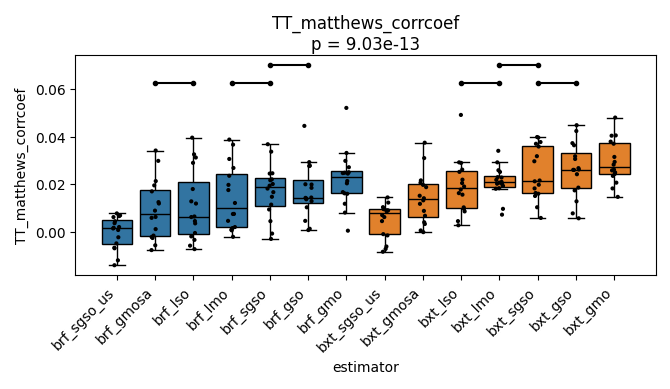 TT_matthews_corrcoef
p = 9.03e-13
TT_matthews_corrcoef
0.06
0.04
0.02
0.00
brf_sgso_us
brf_gmosa
brf_lso
brf_lmo
brf_sgso
brf_gso
brf_gmo
bxt_sgso_us
bxt_gmosa
bxt_lso
bxt_lmo
bxt_sgso
bxt_gso
bxt_gmo
estimator